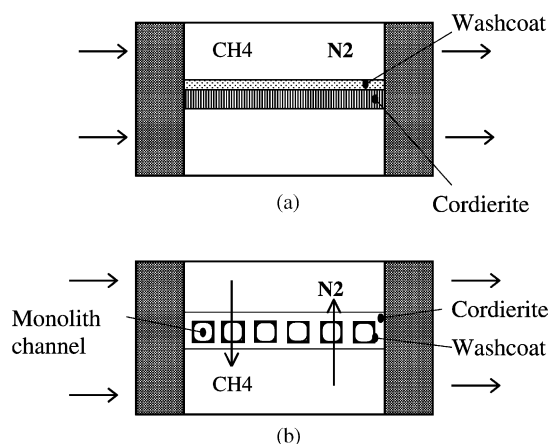 Washcoat
CH4
N2
(a)
Cordierite
N2
Cordierite
Monolith
channel
Washcoat
CH4
(b)